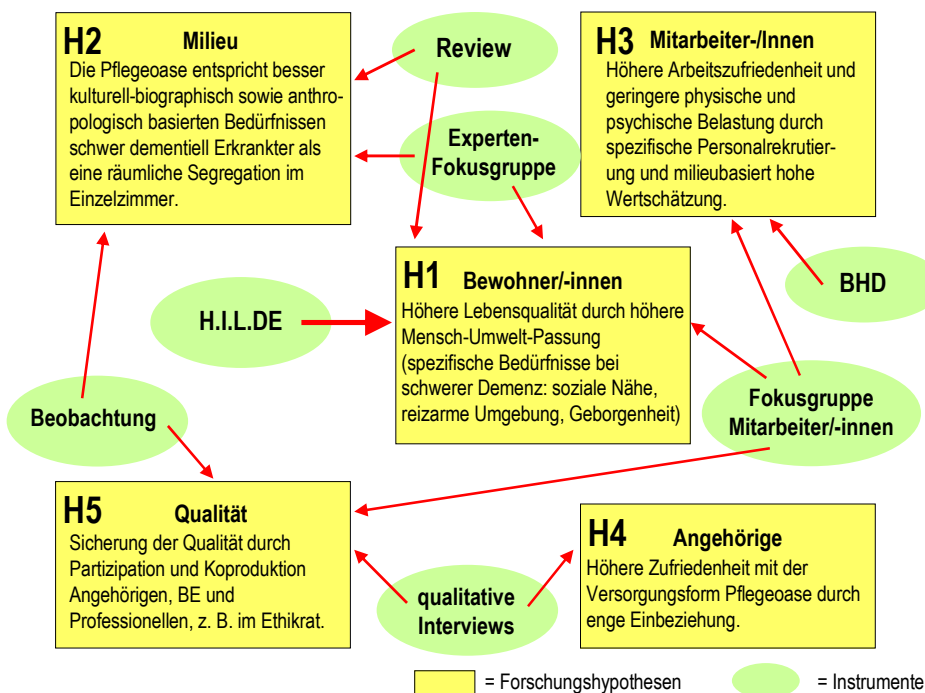 H2 Milieu
Die Pflegeoase entspricht besser
kulturell-biographisch sowie anthro-
pologisch basierten Bedürfnissen
schwer dementiell Erkrankter als
eine räumliche Segregation im
Einzelzimmer.
Review
Experten-
Fokusgruppe
H3 Mitarbeiter-/Innen
Höhere Arbeitszufriedenheit und
geringere physische und
psychische Belastung durch
spezifische Personalrekrutier-
ung und milieubasiert hohe
Wertschätzung.
H.I.L.DE
H1 Bewohner/-innen
Höhere Lebensqualität durch höhere
Mensch-Umwelt-Passung
(spezifische Bedürfnisse bei
schwerer Demenz: soziale Nähe,
reizarme Umgebung, Geborgenheit)
BHD
Beobachtung
Fokusgruppe
Mitarbeiter/-innen
H5 Qualität
Sicherung der Qualität durch
Partizipation und Koproduktion
Angehörigen, BE und
Professionellen, z. B. im Ethikrat.
qualitative
Interviews
H4 Angehörige
Höhere Zufriedenheit mit der
Versorgungsform Pflegeoase durch
enge Einbeziehung.
= Forschungshypothesen
= Instrumente